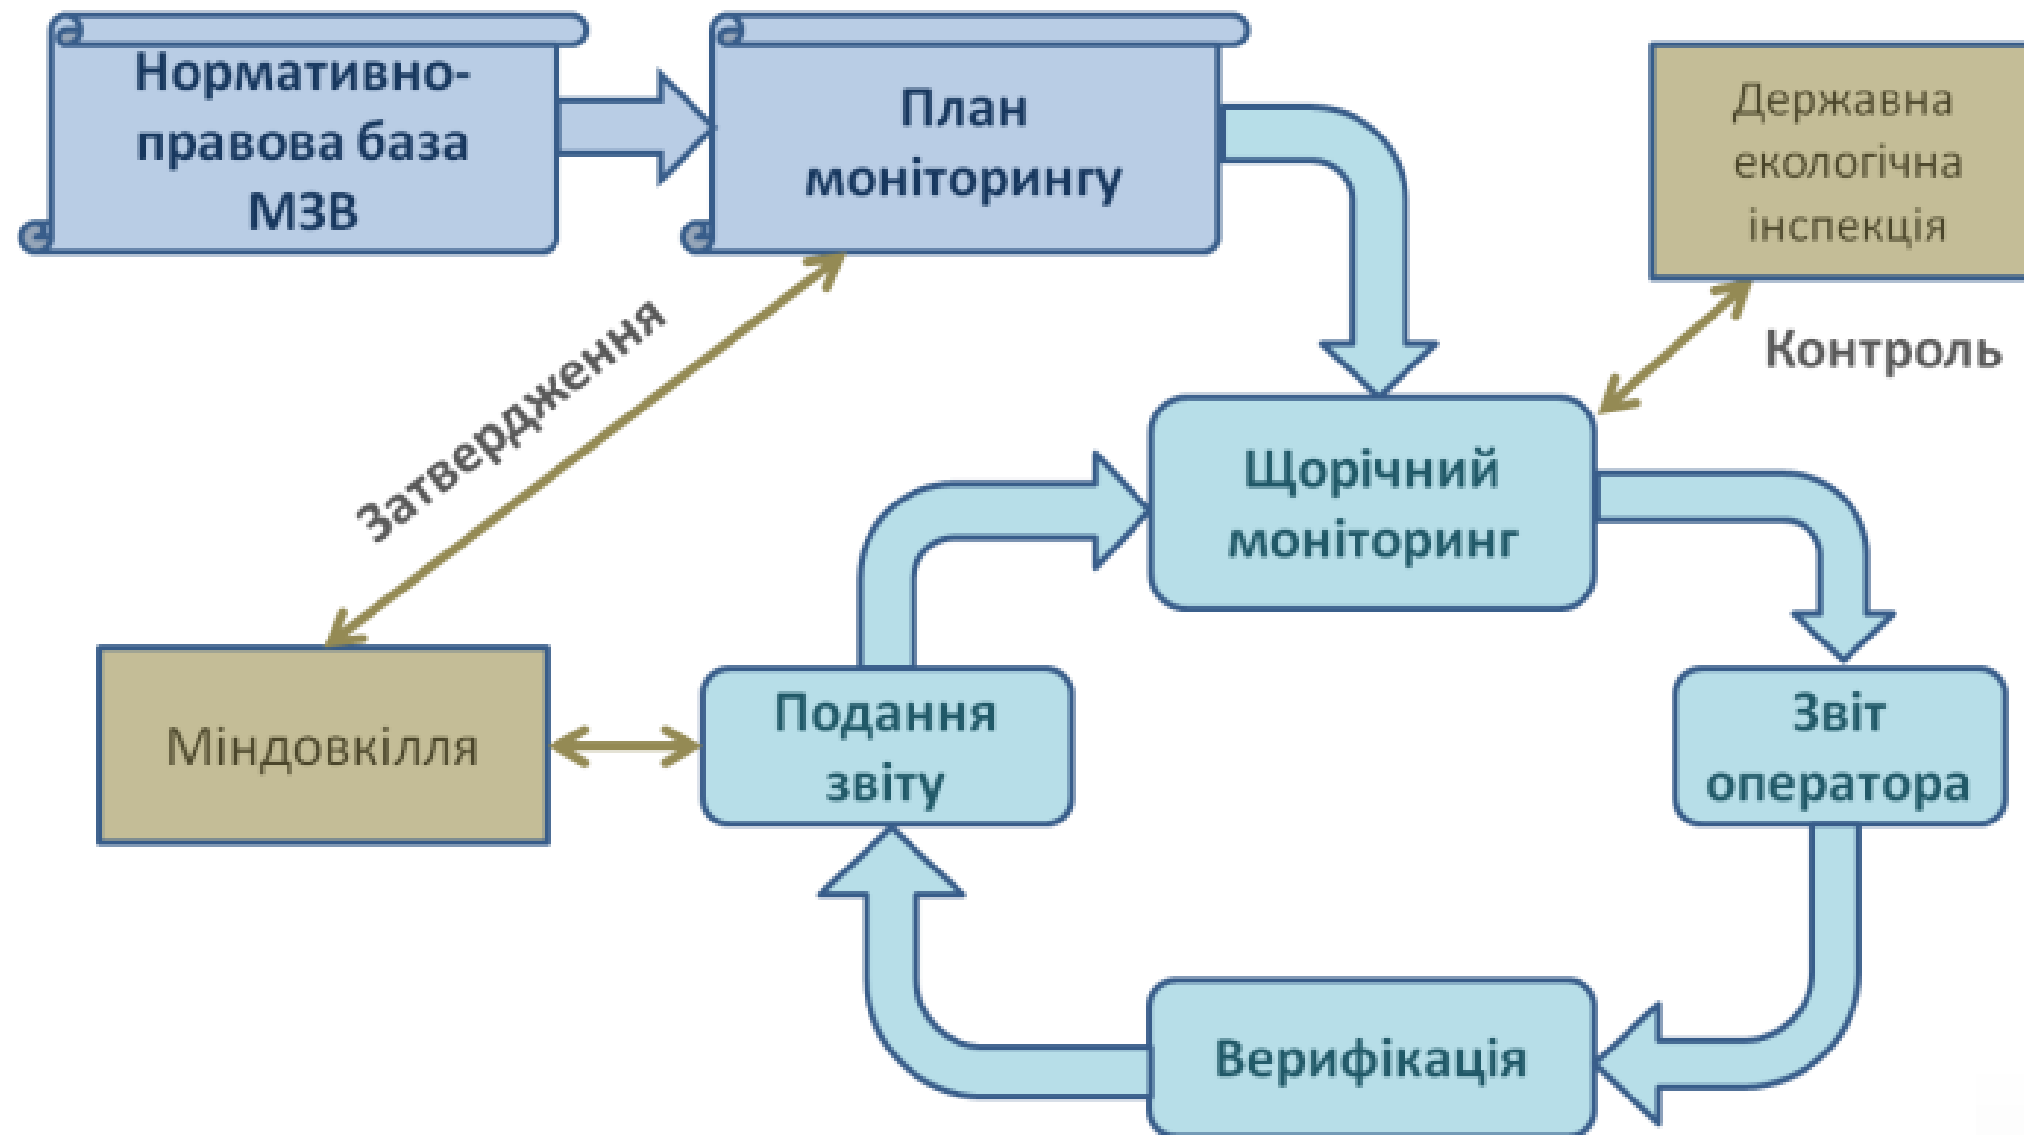 Нормативно-
правова база
МЗВ
План
моніторингу
Державна
екологічна
інспекція
Затвердження
Контроль
Щорічний
моніторинг
Міндовкілля
Подання
звіту
Звіт
оператора
Верифікація